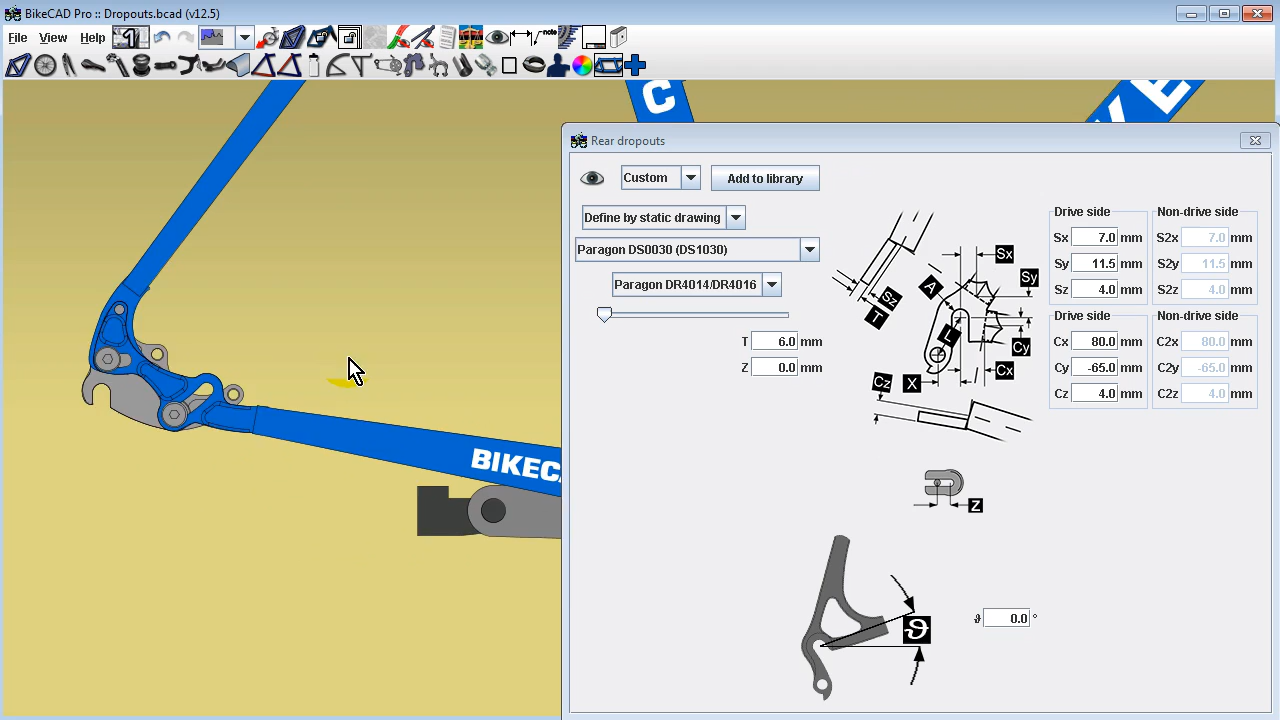 BikeCAD Pro :: Dropouts.bcad (v12.5)
File View Help
note
C
KE
Rear dropouts
Custom Add to library
Define by static drawing
Paragon DS0030 (DS1030)
Paragon DR4014/DR4016
T 6.0 mm
Z 0.0 mm
Sx
Sy
A
Sz
T
L
Cy
Cx
Cz
X
Z
ϑ
Drive side Non-drive side
Sx 7.0 mm S2x 7.0 mm
Sy 11.5 mm S2y 11.5 mm
Sz 4.0 mm S2z 4.0 mm
Drive side Non-drive side
Cx 80.0 mm C2x 80.0 mm
Cy -65.0 mm C2y -65.0 mm
Cz 4.0 mm C2z 4.0 mm
ϑ 0.0 °
BIKEC